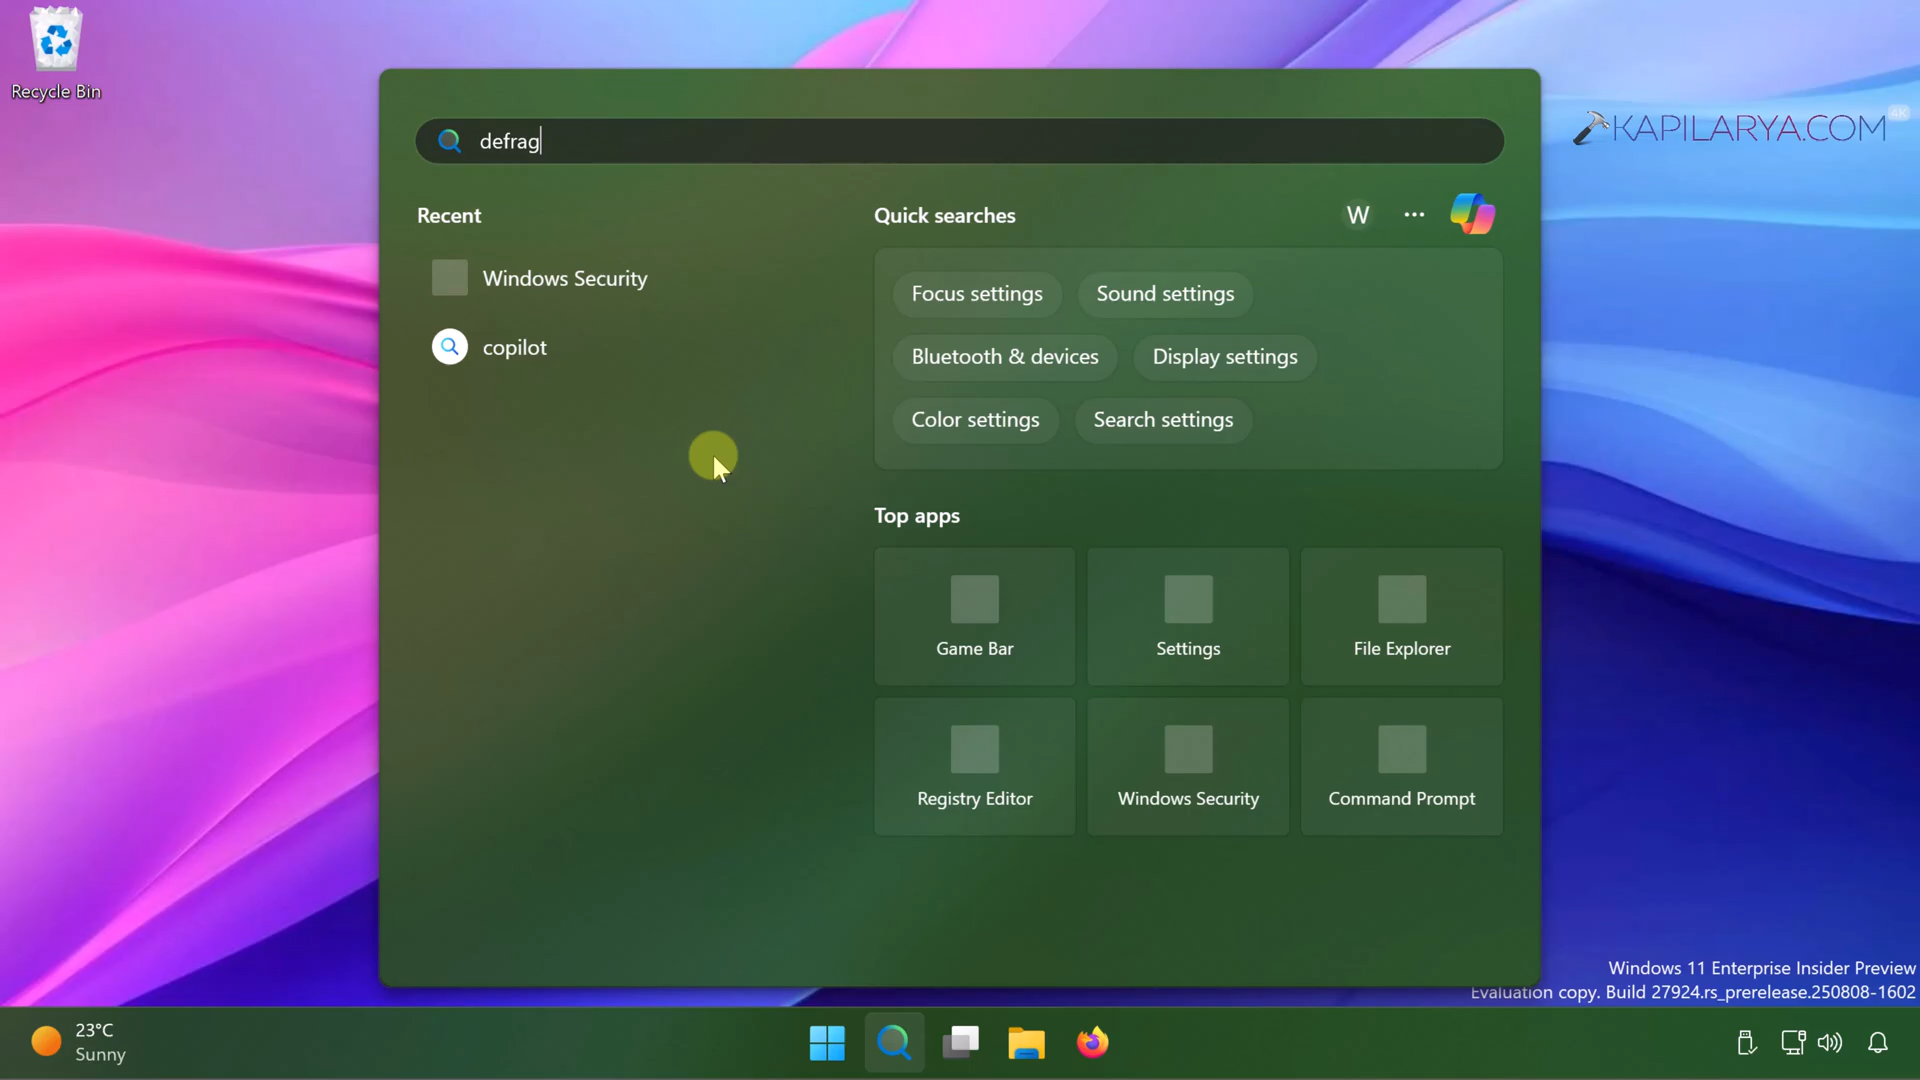 Recycle Bin
KAPILARYA.COM
4K
defrag
Recent
Windows Security
copilot
Quick searches
W
Focus settings
Sound settings
Bluetooth & devices
Display settings
Color settings
Search settings
Top apps
Game Bar
Settings
File Explorer
Registry Editor
Windows Security
Command Prompt
Windows 11 Enterprise Insider Preview
Evaluation copy. Build 27924.rs_prerelease.250808-1602
23°C
Sunny